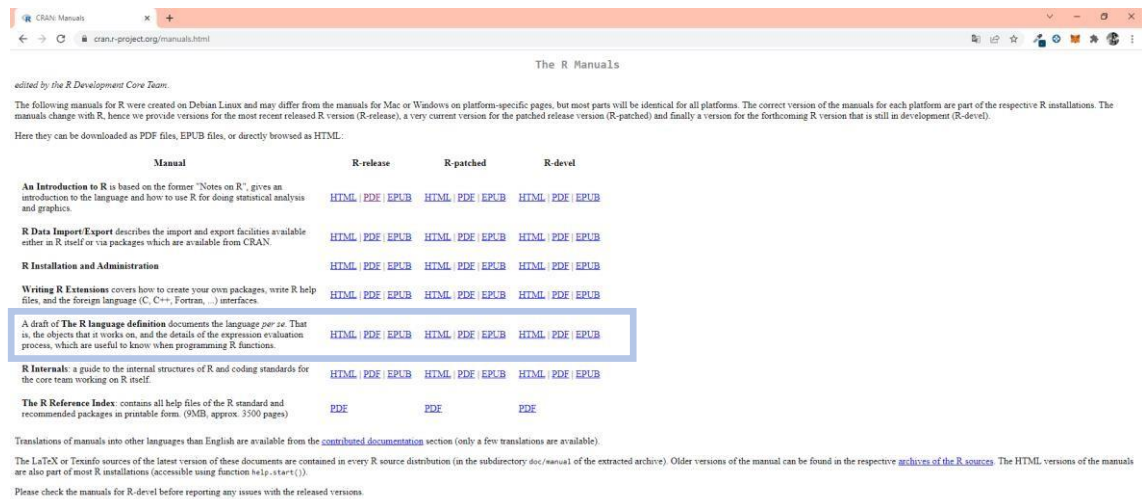 CRAN: Manuals
cran.r-project.org/manuals.html
The R Manuals
edited by the R Development Core Team.
The following manuals for R were created on Debian Linux and may differ from the manuals for Mac or Windows on platform-specific pages, but most parts will be identical for all platforms. The correct version of the manuals for each platform are part of the respective R installations. The
manuals change with R, hence we provide versions for the most recent released R version (R-release), a very current version for the patched release version (R-patched) and finally a version for the forthcoming R version that is still in development (R-devel).
Here they can be downloaded as PDF files, EPUB files, or directly browsed as HTML:
Manual R-release R-patched R-devel
An Introduction to R is based on the former "Notes on R", gives an
introduction to the language and how to use R for doing statistical analysis
and graphics.
HTML | PDF | EPUB HTML | PDF | EPUB HTML | PDF | EPUB
R Data Import/Export describes the import and export facilities available
either in R itself or via packages which are available from CRAN.
HTML | PDF | EPUB HTML | PDF | EPUB HTML | PDF | EPUB
R Installation and Administration HTML | PDF | EPUB HTML | PDF | EPUB HTML | PDF | EPUB
Writing R Extensions covers how to create your own packages, write R help
files, and the foreign language (C, C++, Fortran, ...) interfaces.
HTML | PDF | EPUB HTML | PDF | EPUB HTML | PDF | EPUB
A draft of The R language definition documents the language per se. That
is, the objects that it works on, and the details of the expression evaluation
process, which are useful to know when programming R functions.
HTML | PDF | EPUB HTML | PDF | EPUB HTML | PDF | EPUB
R Internals: a guide to the internal structures of R and coding standards for
the core team working on R itself.
HTML | PDF | EPUB HTML | PDF | EPUB HTML | PDF | EPUB
The R Reference Index: contains all help files of the R standard and
recommended packages in printable form. (9MB, approx. 3500 pages)
PDF PDF PDF
Translations of manuals into other languages than English are available from the contributed documentation section (only a few translations are available).
The LaTeX or Texinfo sources of the latest version of these documents are contained in every R source distribution (in the subdirectory doc/manual of the extracted archive). Older versions of the manual can be found in the respective archives of the R sources. The HTML versions of the manuals
are also part of most R installations (accessible using function help.start()).
Please check the manuals for R-devel before reporting any issues with the released versions.